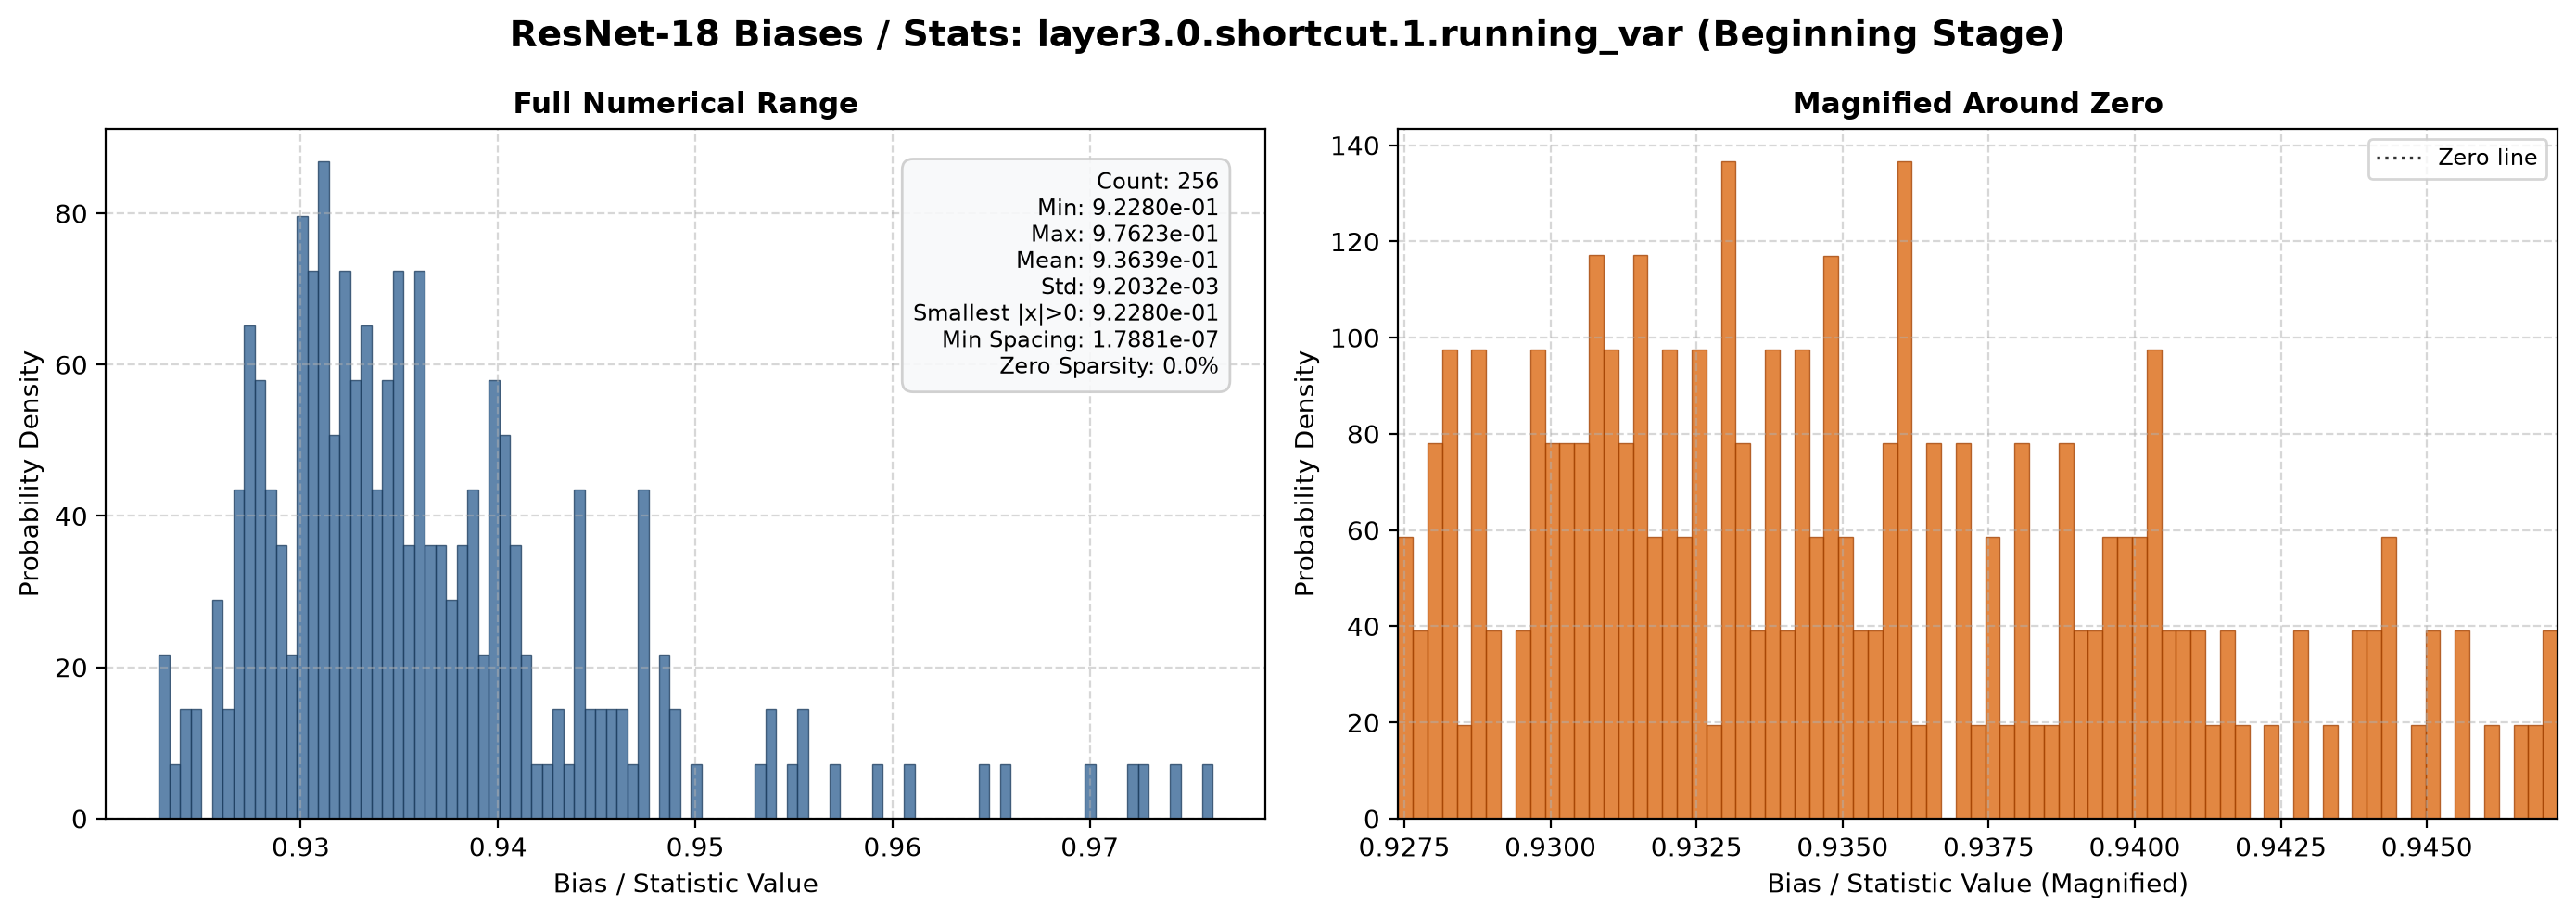 ResNet-18 Biases / Stats: layer3.0.shortcut.1.running_var (Beginning Stage)
Full Numerical Range
Probability Density
80
60
40
20
0
Count: 256
Min: 9.2280e-01
Max: 9.7623e-01
Mean: 9.3639e-01
Std: 9.2032e-03
Smallest |x|>0: 9.2280e-01
Min Spacing: 1.7881e-07
Zero Sparsity: 0.0%
0.93 0.94 0.95 0.96 0.97
Bias / Statistic Value
Magnified Around Zero
Probability Density
140
120
100
80
60
40
20
0
Zero line
0.9275 0.9300 0.9325 0.9350 0.9375 0.9400 0.9425 0.9450
Bias / Statistic Value (Magnified)